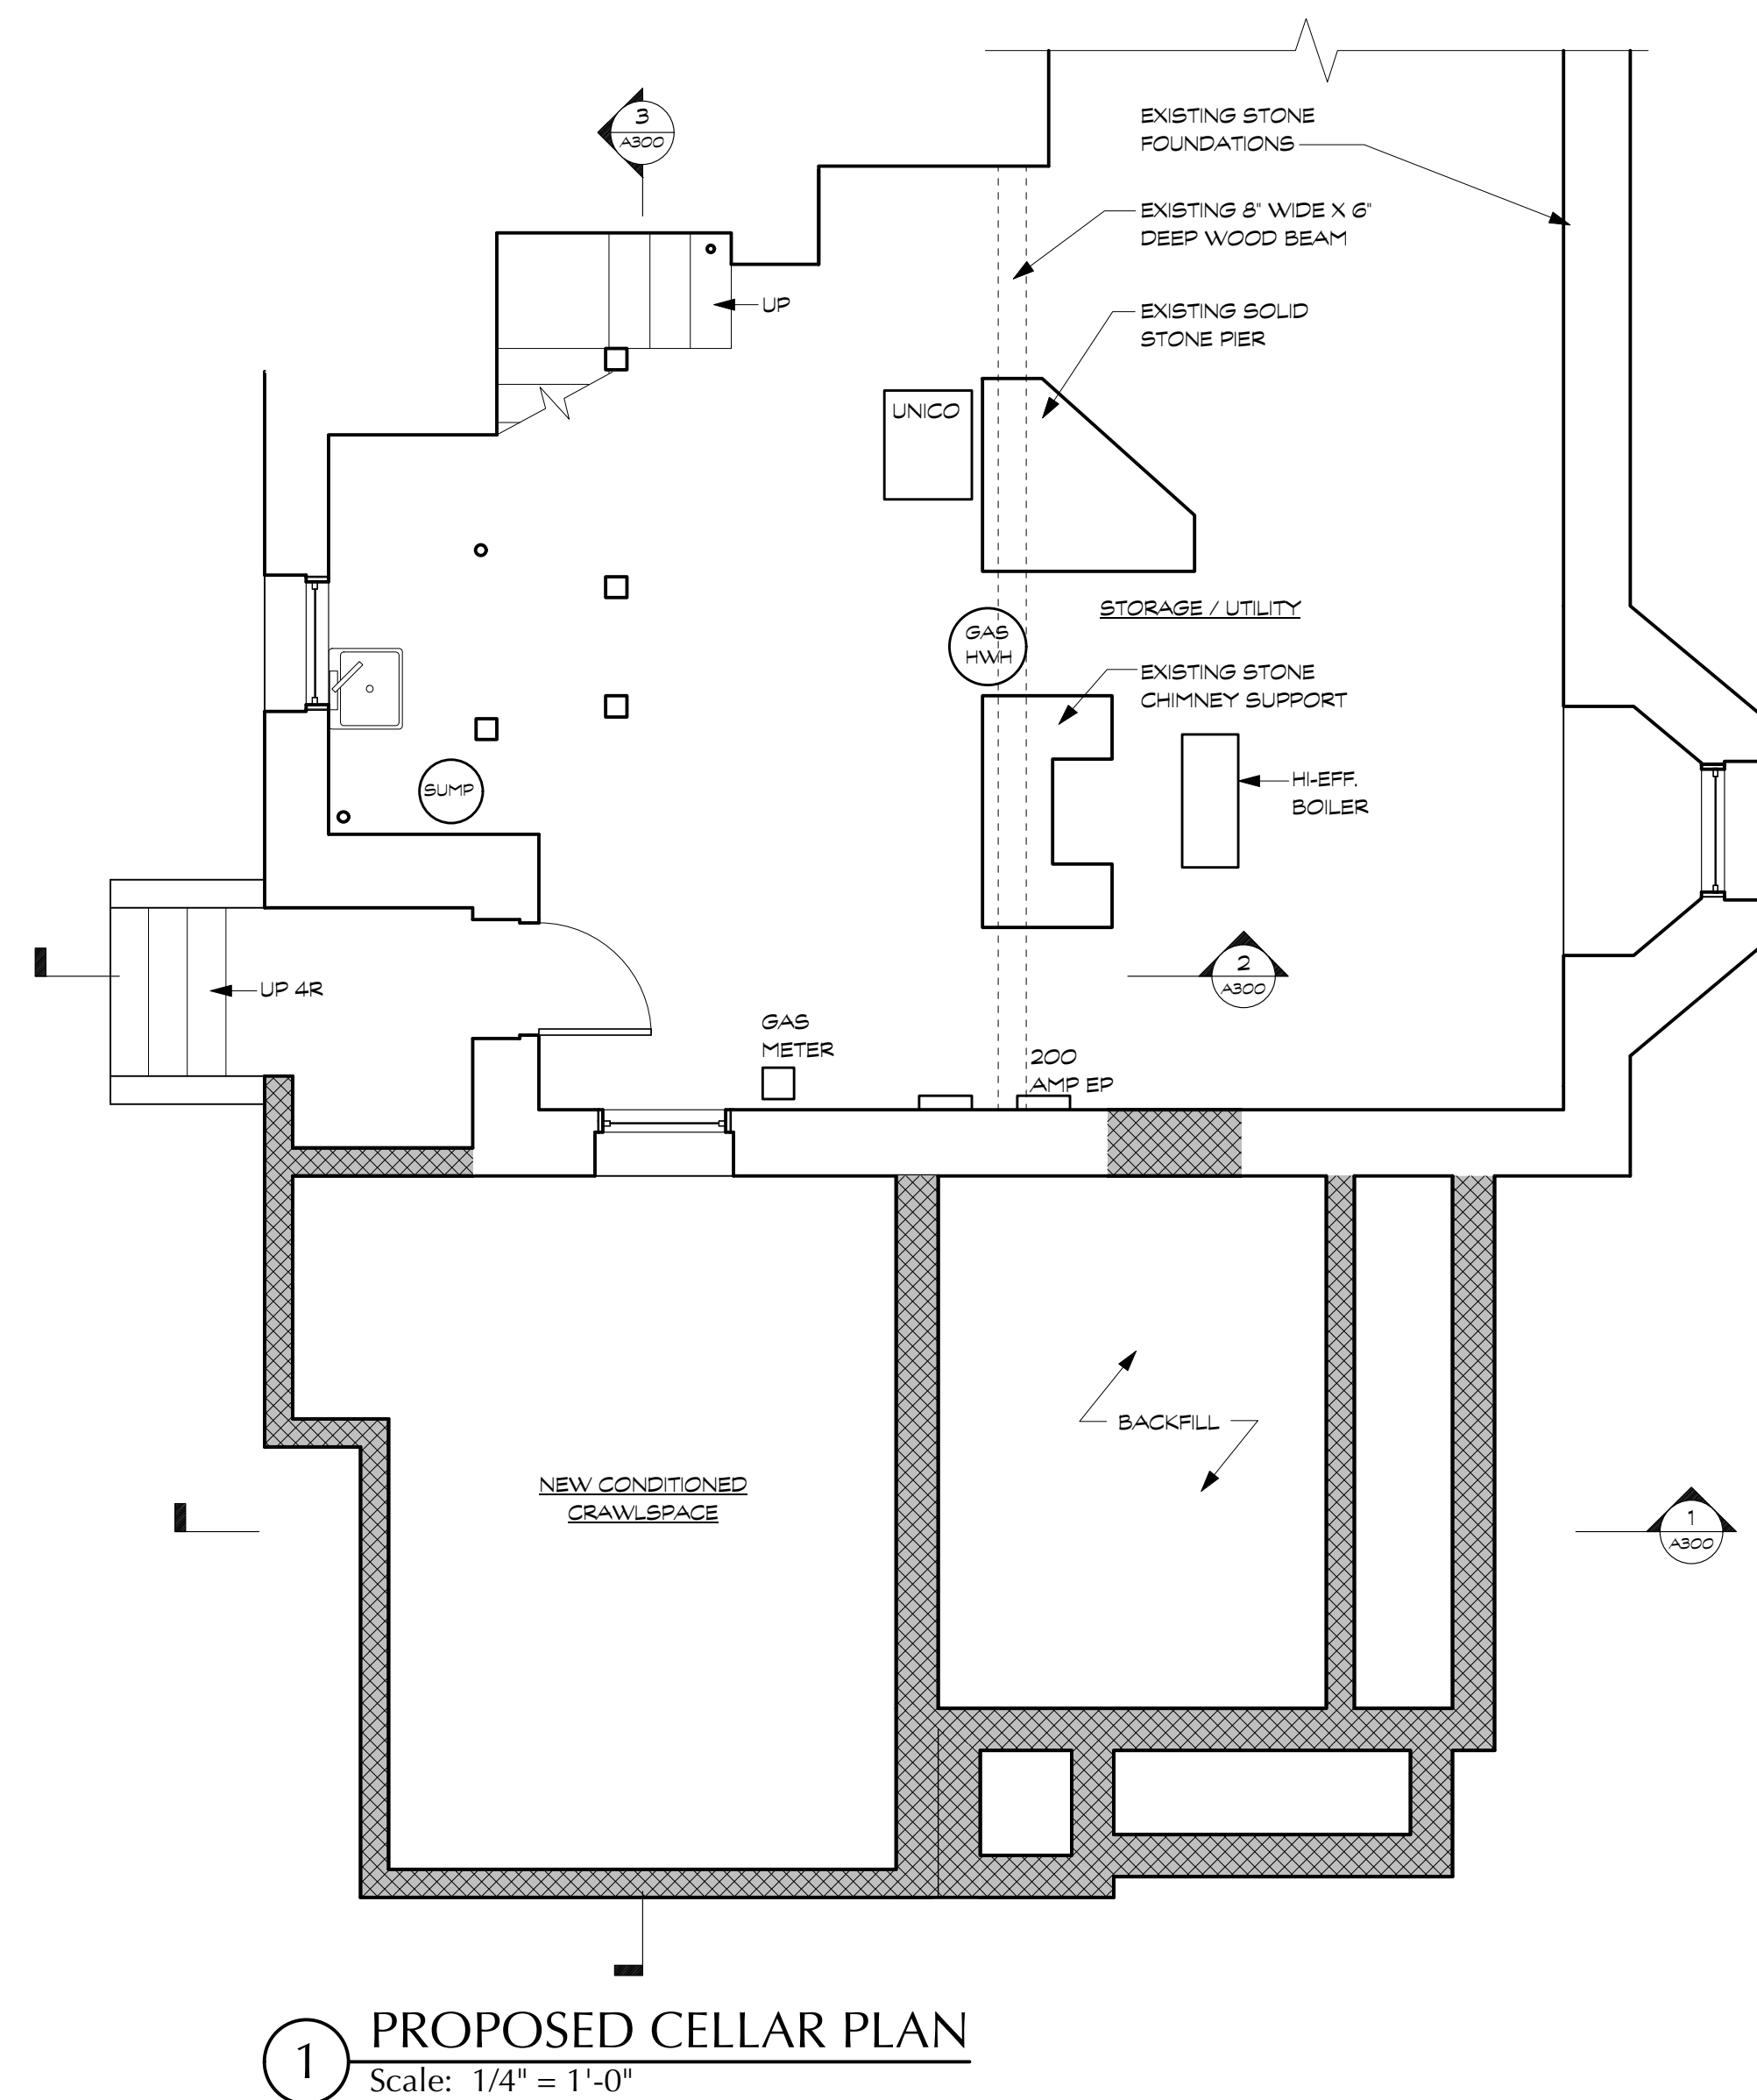 3
A300
EXISTING STONE
FOUNDATIONS
EXISTING 8" WIDE X 6"
DEEP WOOD BEAM
UP
EXISTING SOLID
STONE PIER
UNICO
STORAGE / UTILITY
GAS
HWH
EXISTING STONE
CHIMNEY SUPPORT
SUMP
HI-EFF.
BOILER
2
A300
UP 4R
GAS
METER
200
AMP EP
BACKFILL
NEW CONDITIONED
CRAWLSPACE
1
A300
1
PROPOSED CELLAR PLAN
Scale: 1/4" = 1'-0"